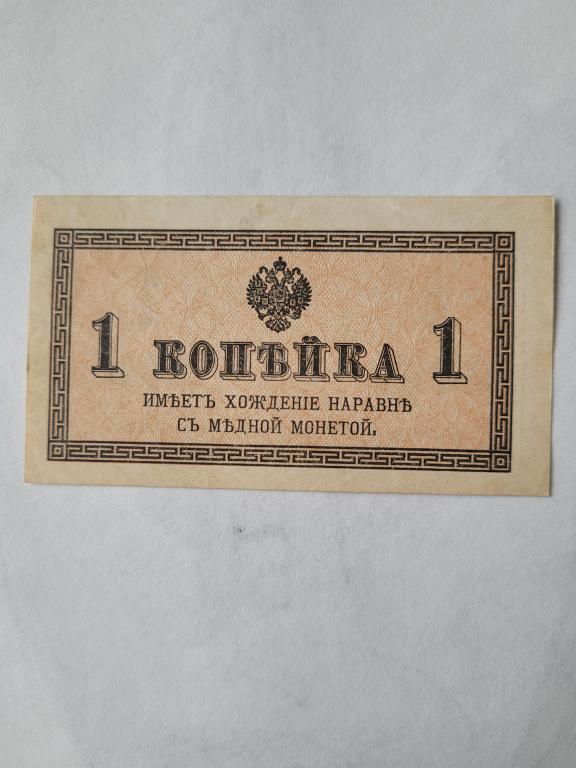 1 КОПѢЙКА 1
ИМѢЕТЪ ХОЖДЕНІЕ НАРАВНѢ
СЪ МѢДНОЙ МОНЕТОЙ.